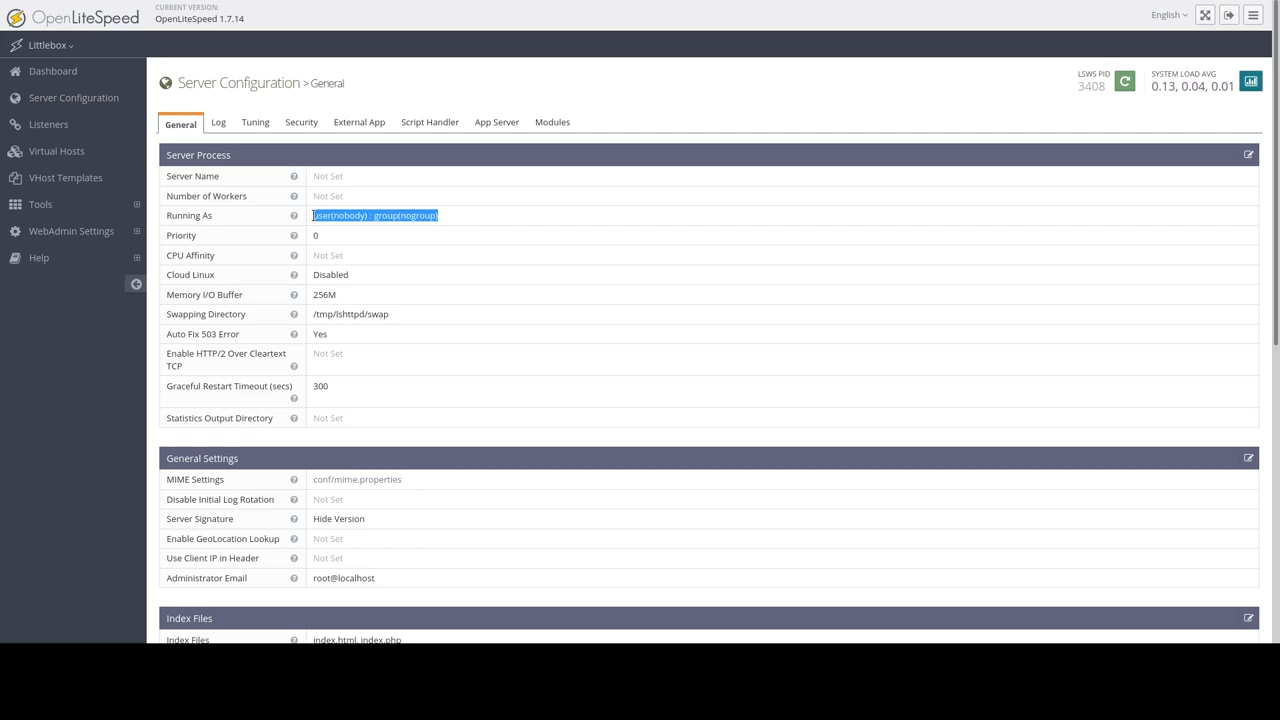 OpenLiteSpeed
CURRENT VERSION:
OpenLiteSpeed 1.7.14
English
Littlebox
Dashboard
Server Configuration
Listeners
Virtual Hosts
VHost Templates
Tools
WebAdmin Settings
Help
Server Configuration > General
LSWS PID
3408
SYSTEM LOAD AVG
0.13, 0.04, 0.01
General Log Tuning Security External App Script Handler App Server Modules
Server Process
Server Name Not Set
Number of Workers Not Set
Running As user(nobody) : group(nogroup)
Priority 0
CPU Affinity Not Set
Cloud Linux Disabled
Memory I/O Buffer 256M
Swapping Directory /tmp/lshttpd/swap
Auto Fix 503 Error Yes
Enable HTTP/2 Over Cleartext Not Set
TCP
Graceful Restart Timeout (secs) 300
Statistics Output Directory Not Set
General Settings
MIME Settings conf/mime.properties
Disable Initial Log Rotation Not Set
Server Signature Hide Version
Enable GeoLocation Lookup Not Set
Use Client IP in Header Not Set
Administrator Email root@localhost
Index Files
Index Files index.html, index.php